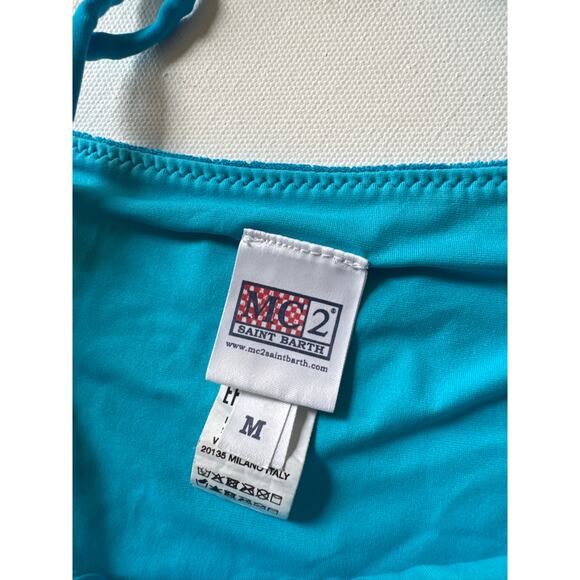 MC2®
SAINT BARTH
www.mc2saintbarth.com
M
20135 MILANO ITALY